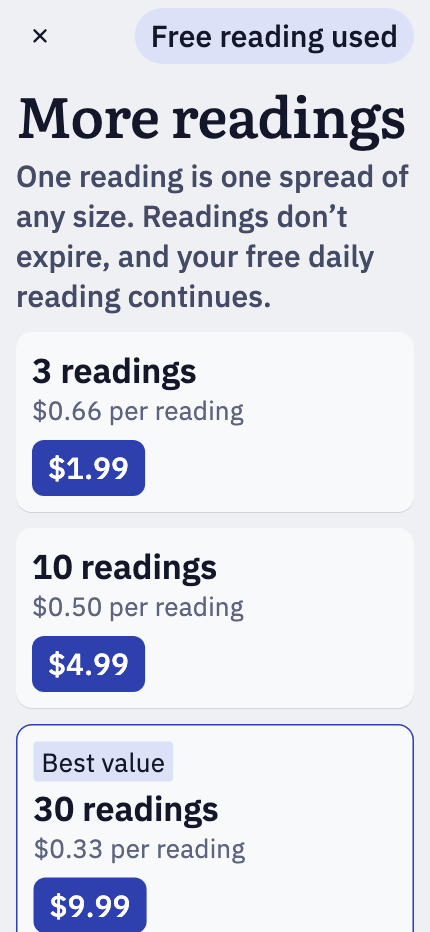 Free reading used
More readings
One reading is one spread of
any size. Readings don’t
expire, and your free daily
reading continues.
3 readings
$0.66 per reading
$1.99
10 readings
$0.50 per reading
$4.99
Best value
30 readings
$0.33 per reading
$9.99